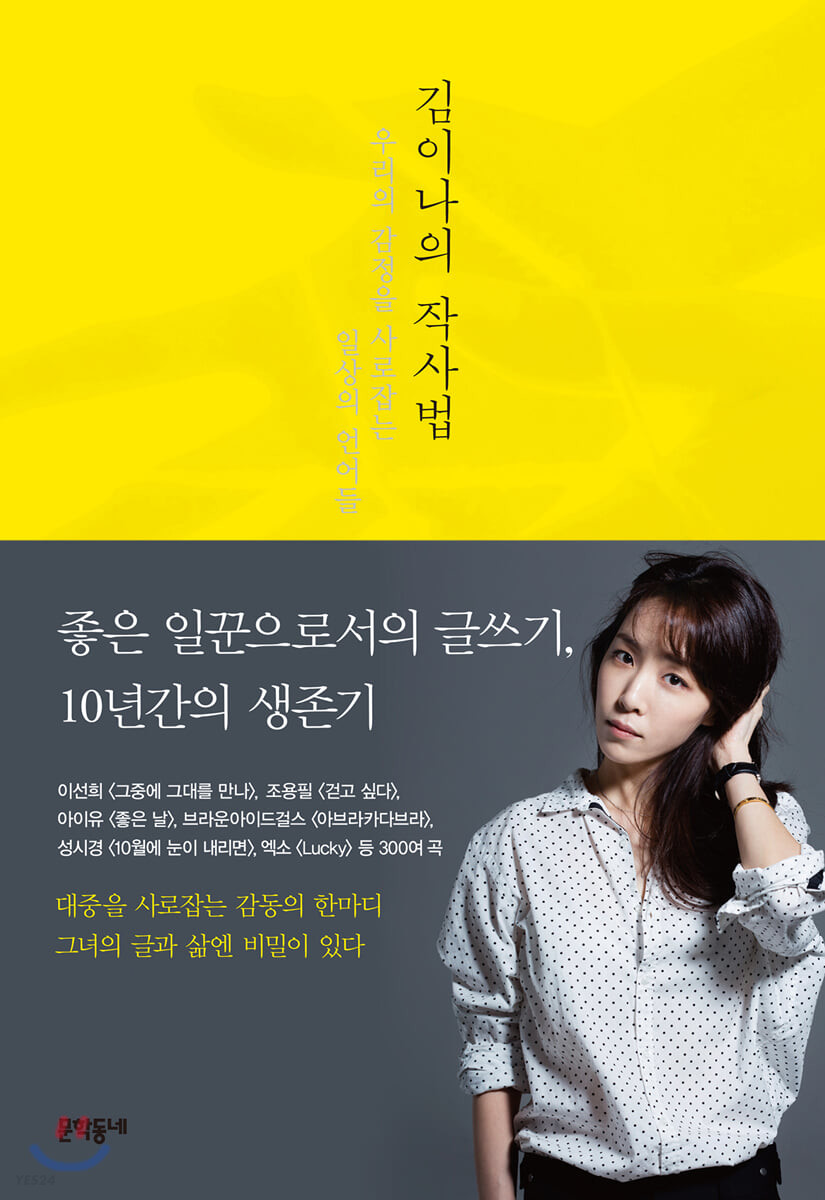 김이나의 작사법
우리의 감정을 사로잡는
일상의 언어들
좋은 일꾼으로서의 글쓰기,
10년간의 생존기
이선희 〈그중에 그대를 만나〉, 조용필 〈걷고 싶다〉,
아이유 〈좋은 날〉, 브라운아이드걸스 〈아브라카다브라〉,
성시경 〈10월에 눈이 내리면〉, 엑소 〈Lucky〉 등 300여 곡
대중을 사로잡는 감동의 한마디
그녀의 글과 삶엔 비밀이 있다
문학동네
YES24